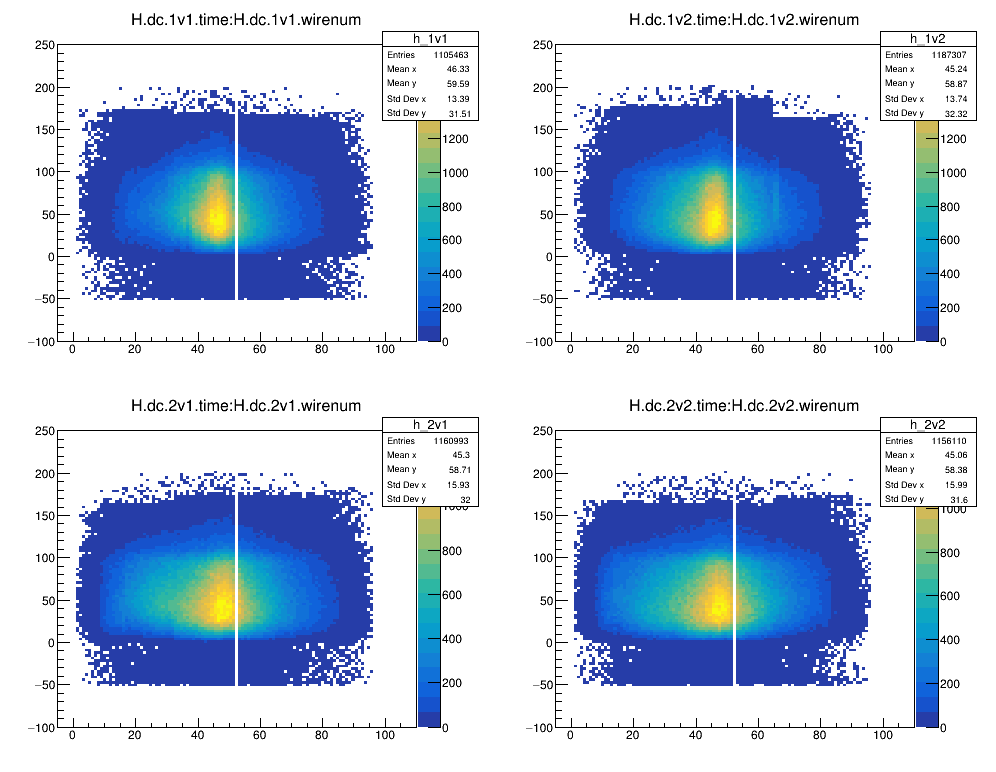 H.dc.1v1.time:H.dc.1v1.wirenum
h_1v1
Entries 1105463
Mean x 46.33
Mean y 59.59
Std Dev x 13.39
Std Dev y 31.51
250
200
150
100
50
0
−50
−100
0 20 40 60 80 100
1200
1000
800
600
400
200
0
H.dc.1v2.time:H.dc.1v2.wirenum
h_1v2
Entries 1187307
Mean x 45.24
Mean y 58.87
Std Dev x 13.74
Std Dev y 32.32
250
200
150
100
50
0
−50
−100
0 20 40 60 80 100
1200
1000
800
600
400
200
0
H.dc.2v1.time:H.dc.2v1.wirenum
h_2v1
Entries 1160993
Mean x 45.3
Mean y 58.71
Std Dev x 15.93
Std Dev y 32
250
200
150
100
50
0
−50
−100
0 20 40 60 80 100
1000
800
600
400
200
0
H.dc.2v2.time:H.dc.2v2.wirenum
h_2v2
Entries 1156110
Mean x 45.06
Mean y 58.38
Std Dev x 15.99
Std Dev y 31.6
250
200
150
100
50
0
−50
−100
0 20 40 60 80 100
1000
800
600
400
200
0